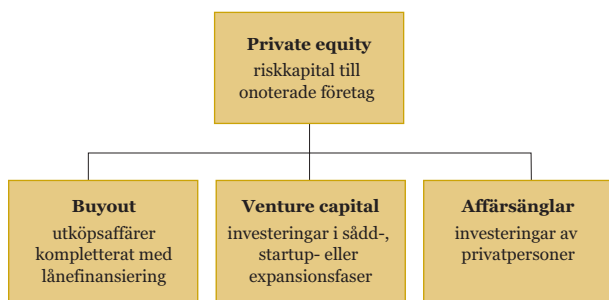 Private equity
riskkapital till
onoterade företag
Buyout
utköpsaffärer
kompletterat med
lånefinansiering
Venture capital
investeringar i sådd-,
startup- eller
expansionsfaser
Affärsänglar
investeringar av
privatpersoner